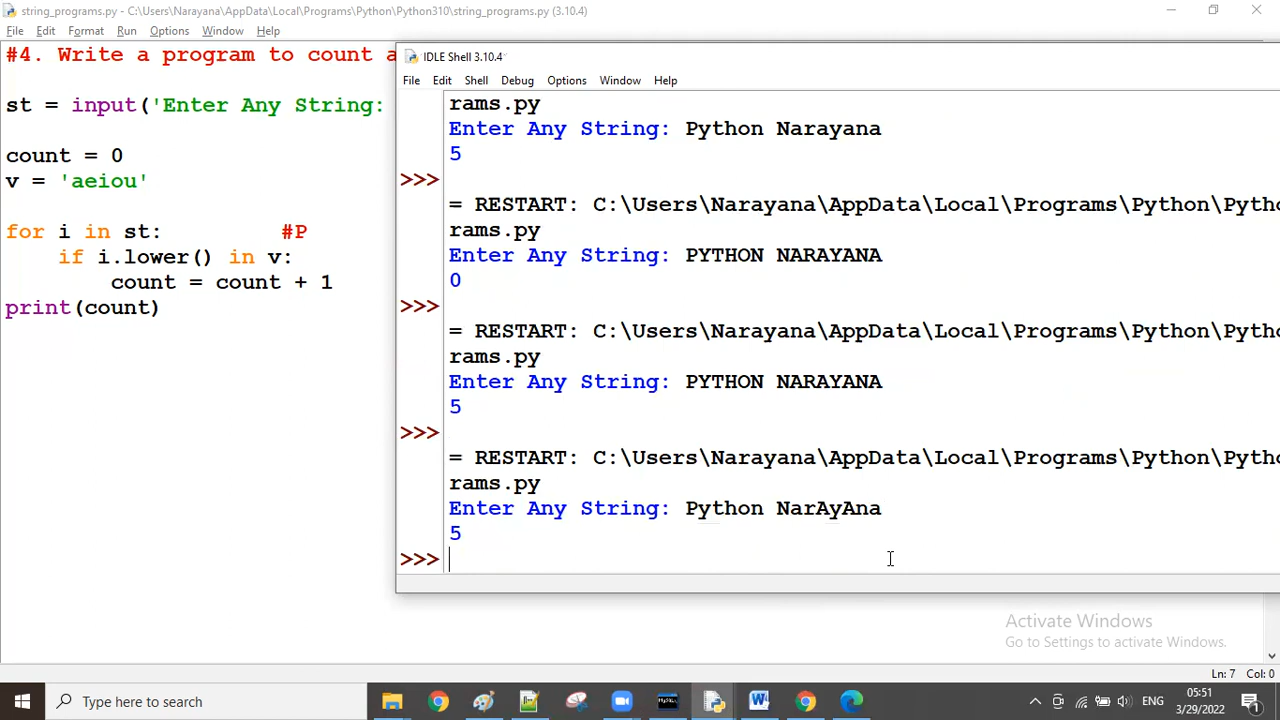 string_programs.py - C:\Users\Narayana\AppData\Local\Programs\Python\Python310\string_programs.py (3.10.4)
File Edit Format Run Options Window Help
#4. Write a program to count a
st = input('Enter Any String:
count = 0
v = 'aeiou'
for i in st: #P
if i.lower() in v:
count = count + 1
print(count)
IDLE Shell 3.10.4
File Edit Shell Debug Options Window Help
rams.py
Enter Any String: Python Narayana
5
>>>
= RESTART: C:\Users\Narayana\AppData\Local\Programs\Python\Pytho
rams.py
Enter Any String: PYTHON NARAYANA
0
>>>
= RESTART: C:\Users\Narayana\AppData\Local\Programs\Python\Pytho
rams.py
Enter Any String: PYTHON NARAYANA
5
>>>
= RESTART: C:\Users\Narayana\AppData\Local\Programs\Python\Pytho
rams.py
Enter Any String: Python NarAyAna
5
>>>
Activate Windows
Go to Settings to activate Windows.
Ln: 7 Col: 0
Type here to search
ENG
05:51
3/29/2022